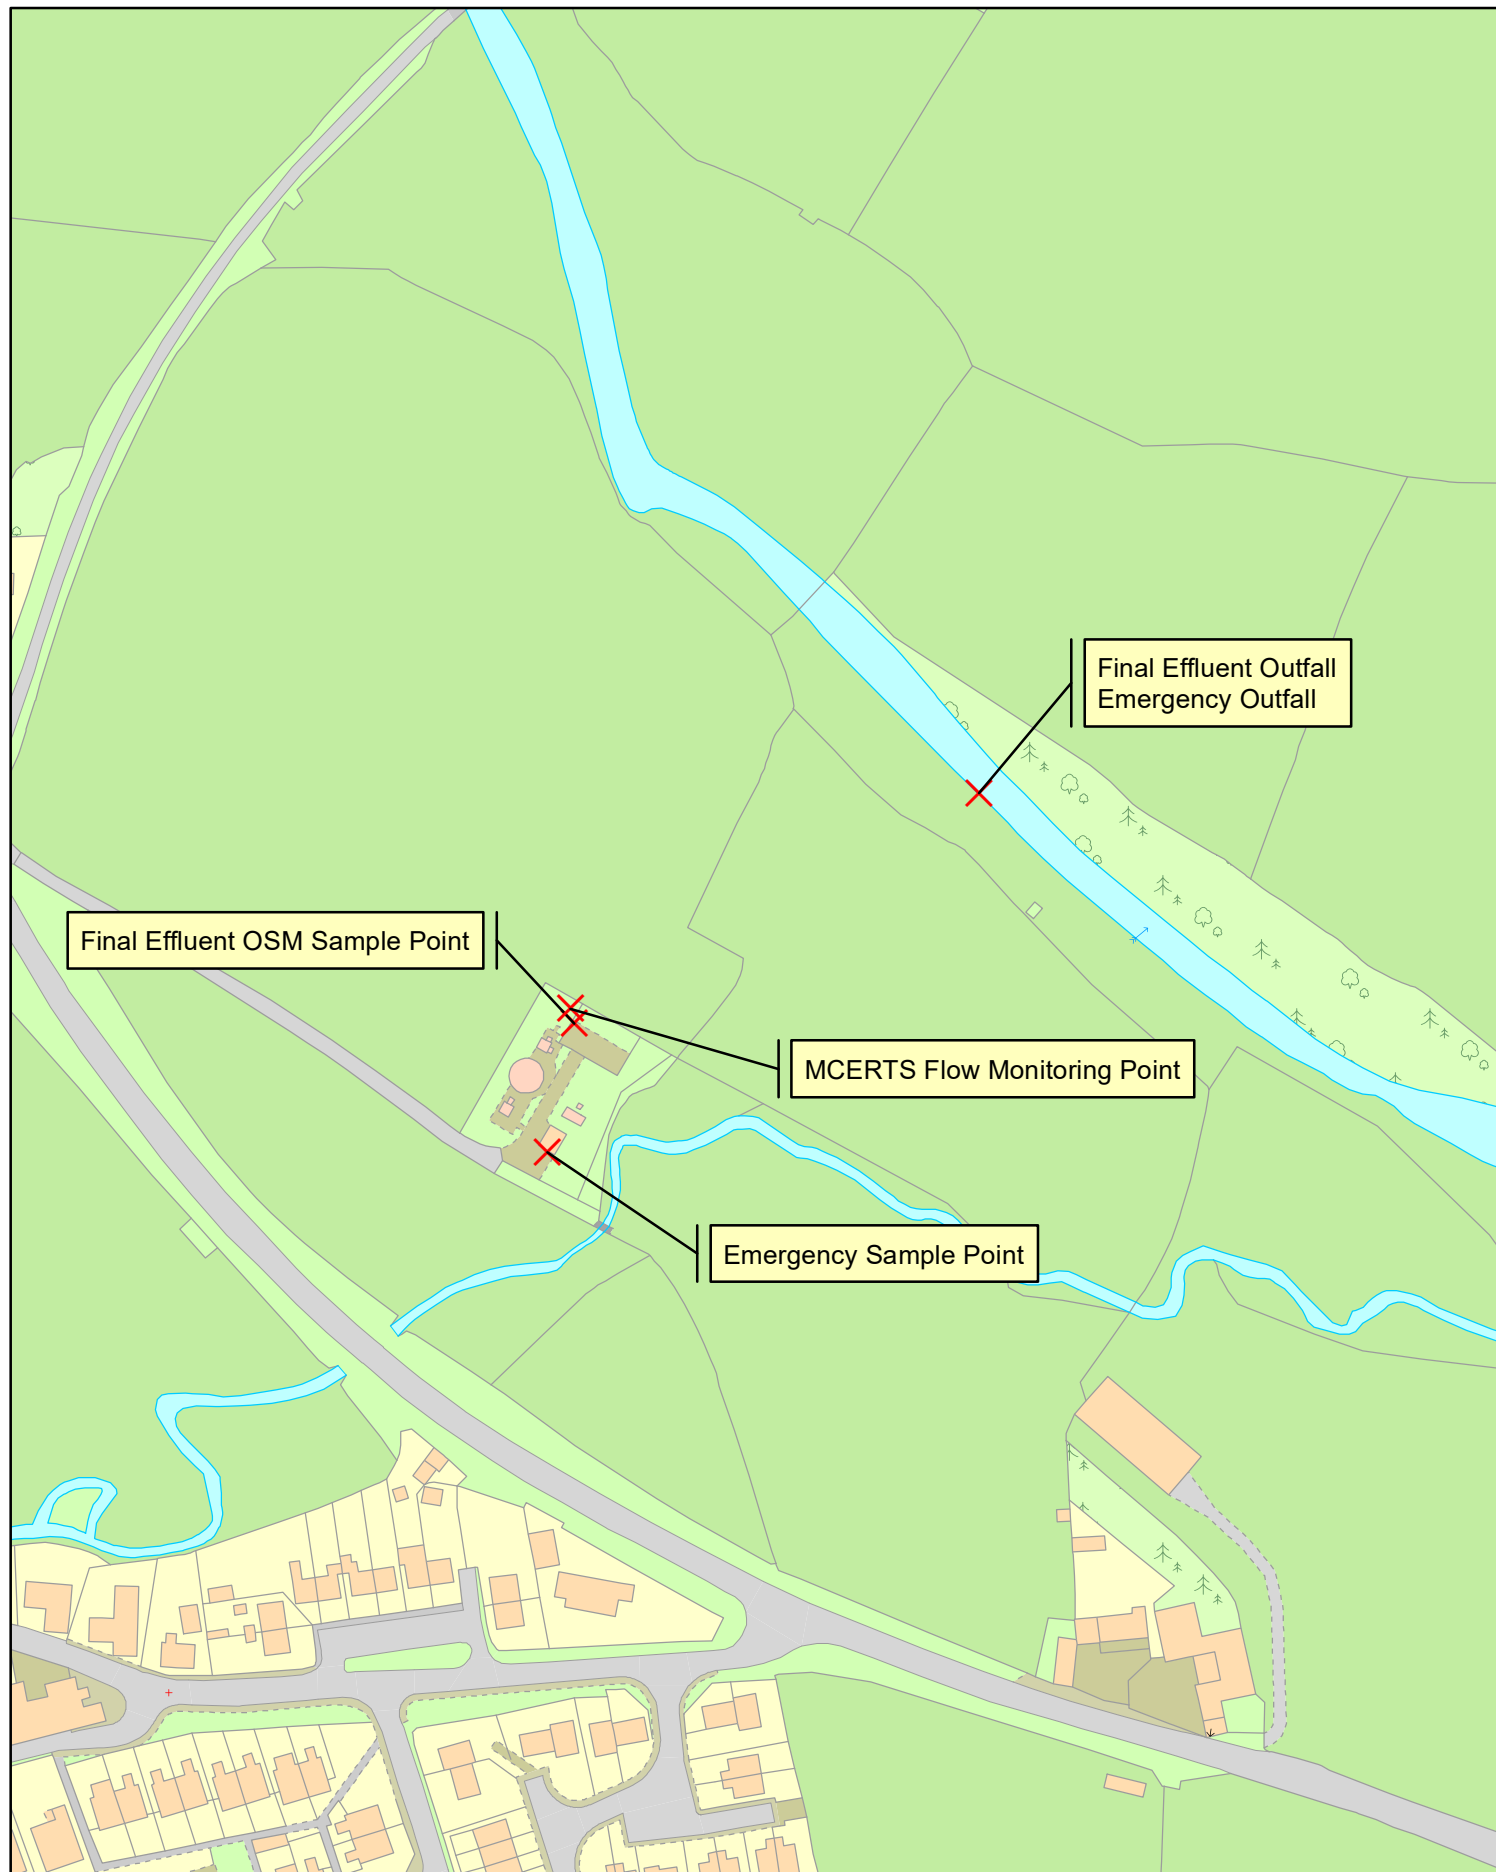 Final Effluent Outfall
Emergency Outfall
Final Effluent OSM Sample Point
MCERTS Flow Monitoring Point
Emergency Sample Point